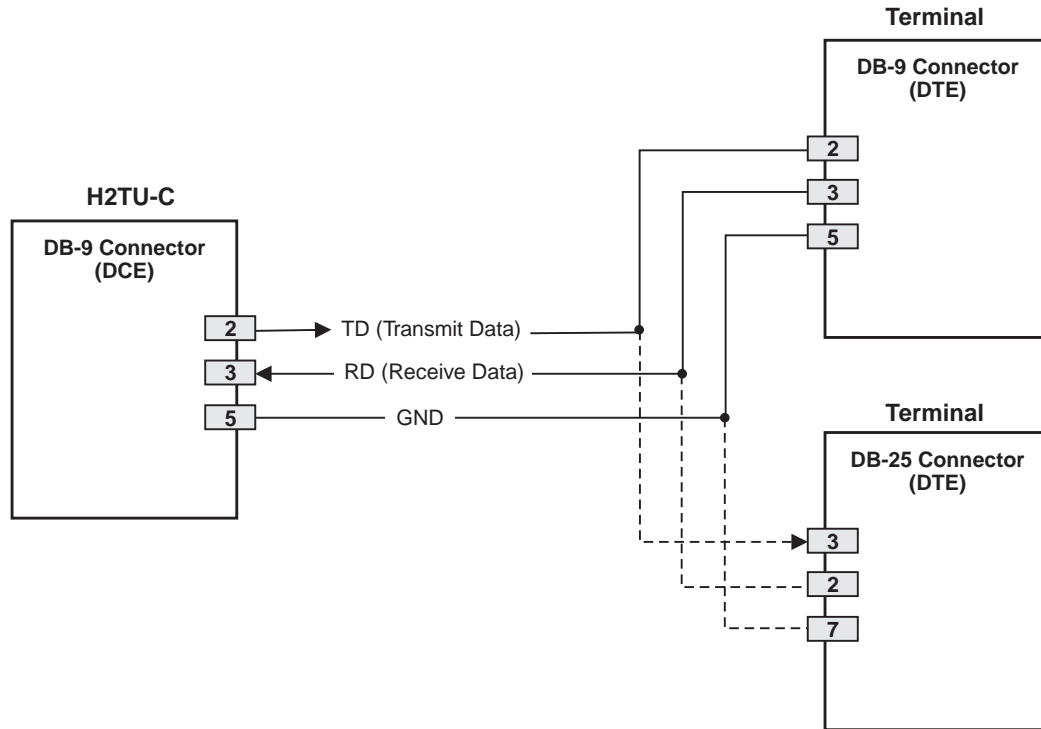 Terminal
DB-9 Connector
(DTE)
2
3
5
H2TU-C
DB-9 Connector
(DCE)
2
TD (Transmit Data)
3
RD (Receive Data)
5
GND
Terminal
DB-25 Connector
(DTE)
3
2
7